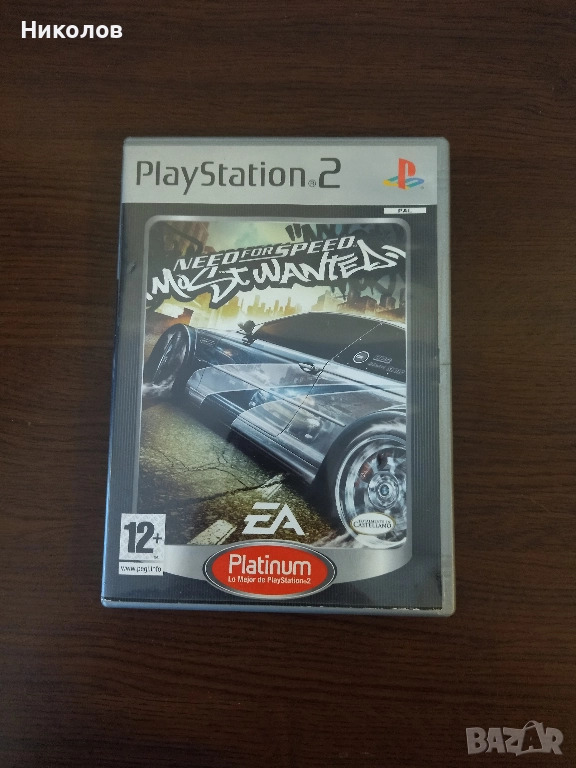 Николов
PlayStation®2
PAL
NEED FOR SPEED
MOST WANTED
EA
12+
www.pegi.info
CASTELLANO
Platinum
Lo Mejor de PlayStation®2
BAZAR